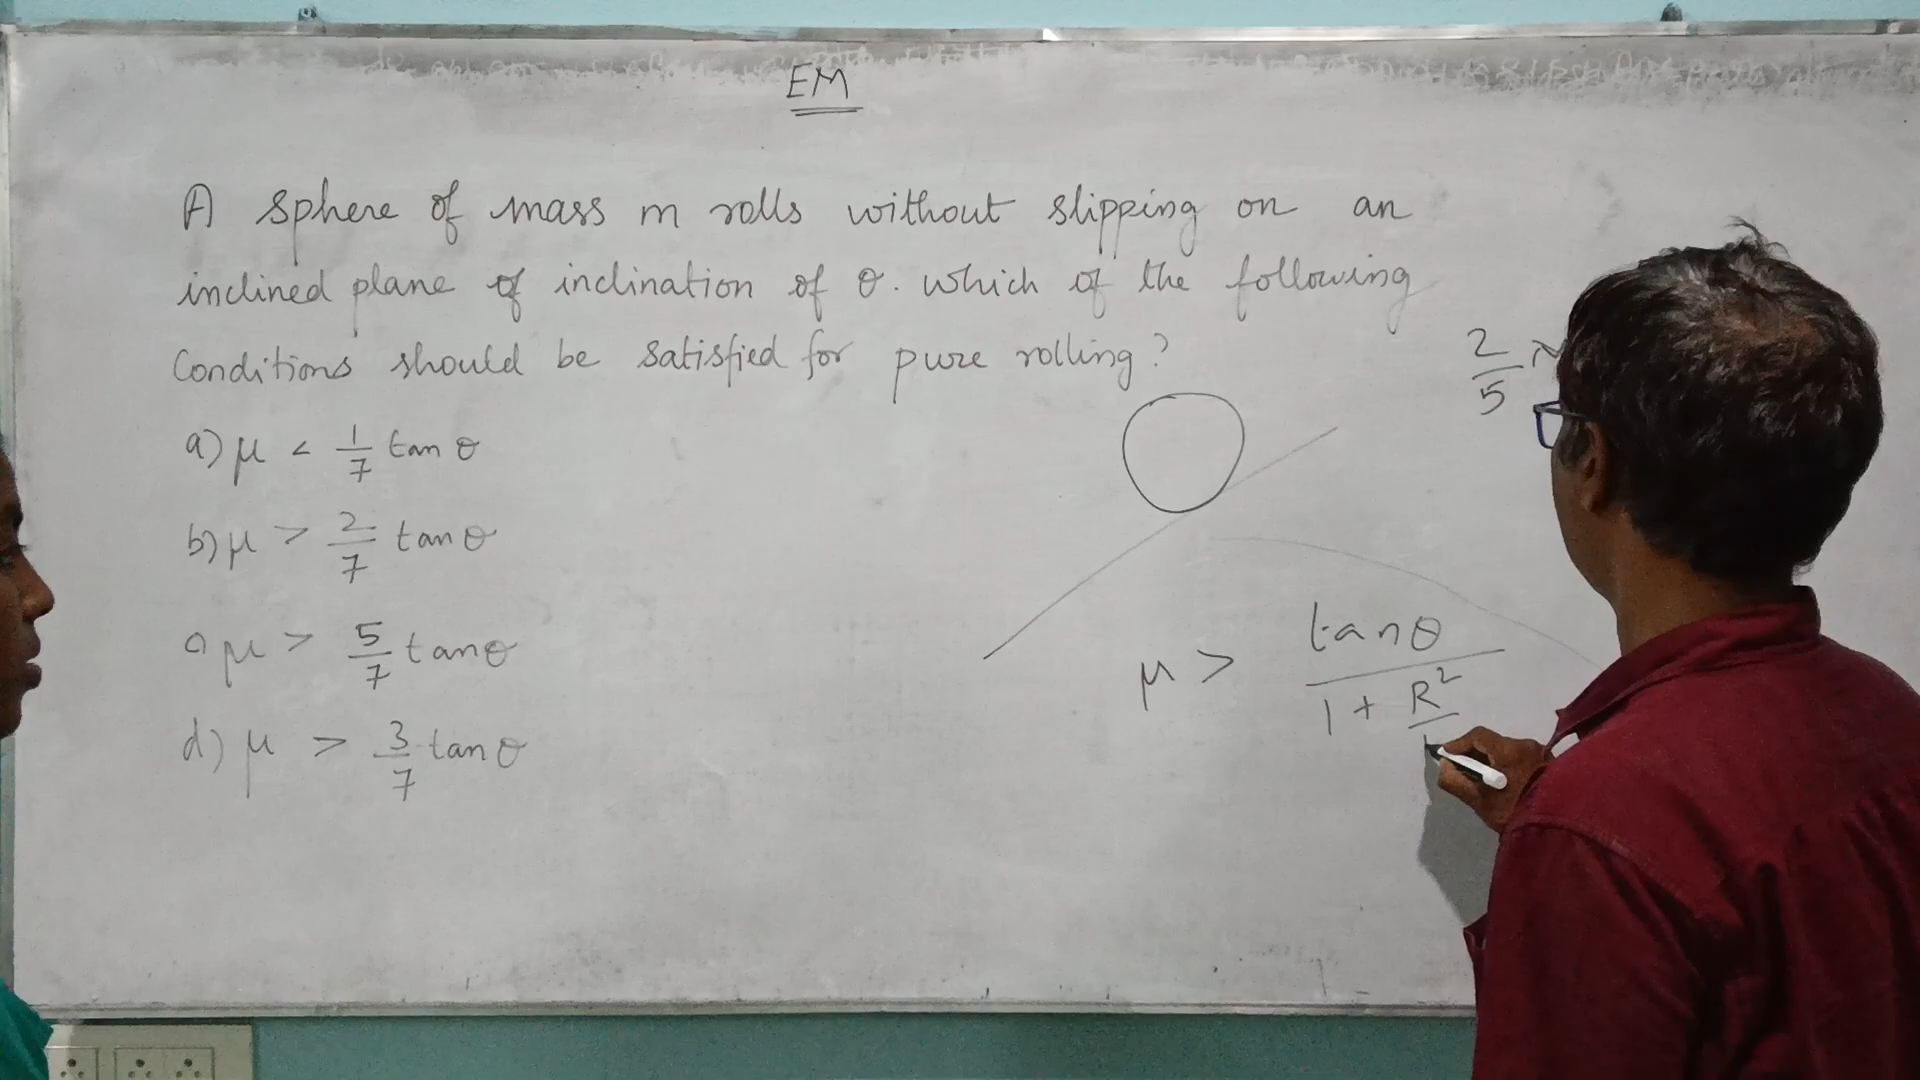 EM
A sphere of mass m rolls without slipping on an
inclined plane of inclination of θ. which of the following
Conditions should be satisfied for pure rolling?
a) μ < 1/7 tan θ
b) μ > 2/7 tan θ
c) μ > 5/7 tan θ
d) μ > 3/7 tan θ
2/5
μ > tan θ / 1 + R²